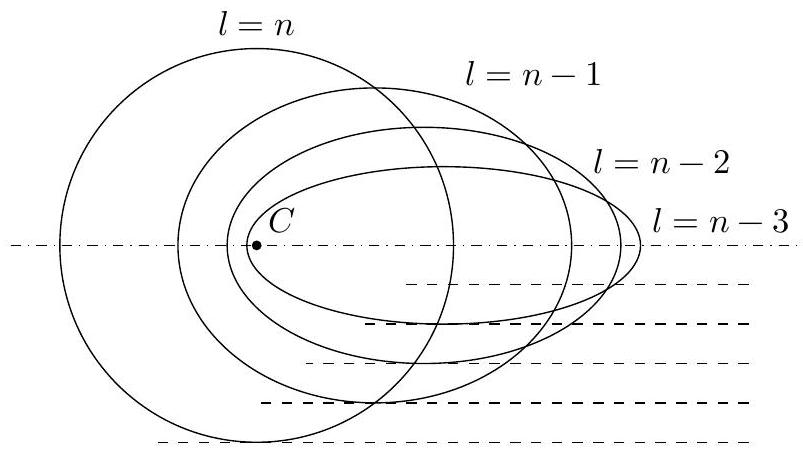 l = n
l = n − 1
l = n − 2
C
l = n − 3